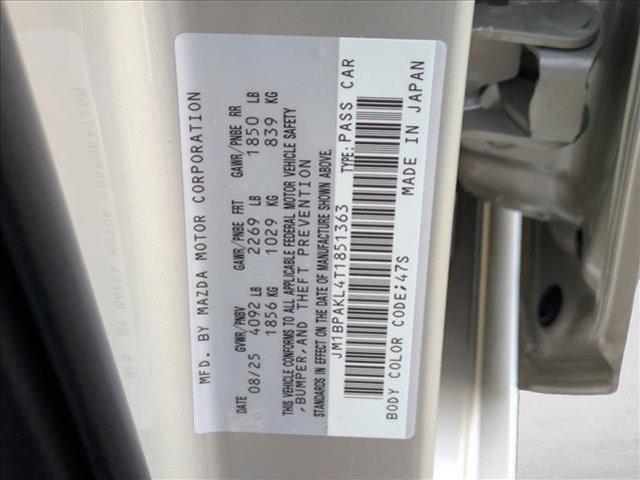 MFD. BY MAZDA MOTOR CORPORATION
DATE GVWR/PNBV GAWR/PNBE FRT GAWR/PNBE RR
08/25 4092 LB 2269 LB 1850 LB
1856 KG 1029 KG 839 KG
THIS VEHICLE CONFORMS TO ALL APPLICABLE FEDERAL MOTOR VEHICLE SAFETY
, BUMPER, AND THEFT PREVENTION
STANDARDS IN EFFECT ON THE DATE OF MANUFACTURE SHOWN ABOVE.
JM1BPAKL4T1851363 TYPE: PASS CAR
BODY COLOR CODE;47S MADE IN JAPAN